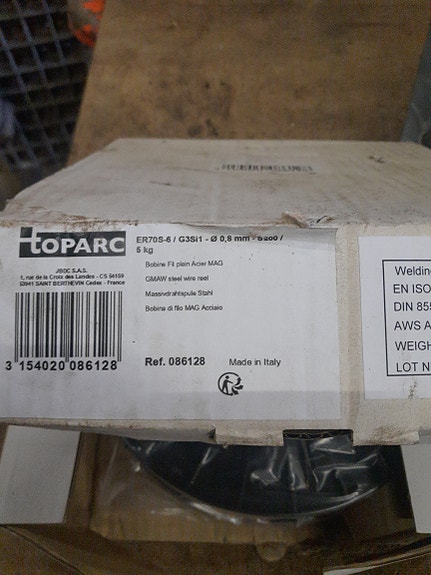 TOPARC
JBDC S.A.S.
1, rue de la Croix des Landes - CS 54159
53941 SAINT BERTHEVIN Cedex - France
3 154020 086128
ER70S-6 / G3Si1 - Ø 0,8 mm - S200 /
5 kg
Bobine Fil plein Acier MAG
GMAW steel wire reel
Massivdrahtspule Stahl
Bobina di filo MAG Acciaio
Ref. 086128 Made in Italy
Welding
EN ISO
DIN 855
AWS A
WEIGH
LOT N